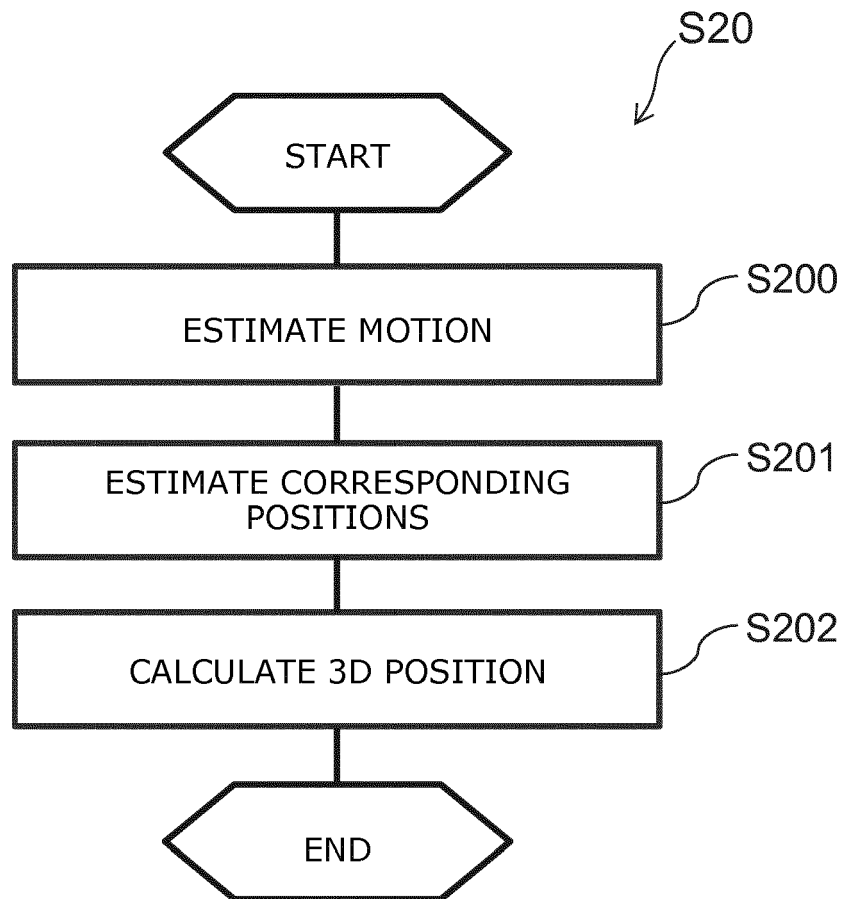 S20
START
S200
ESTIMATE MOTION
S201
ESTIMATE CORRESPONDING
POSITIONS
S202
CALCULATE 3D POSITION
END